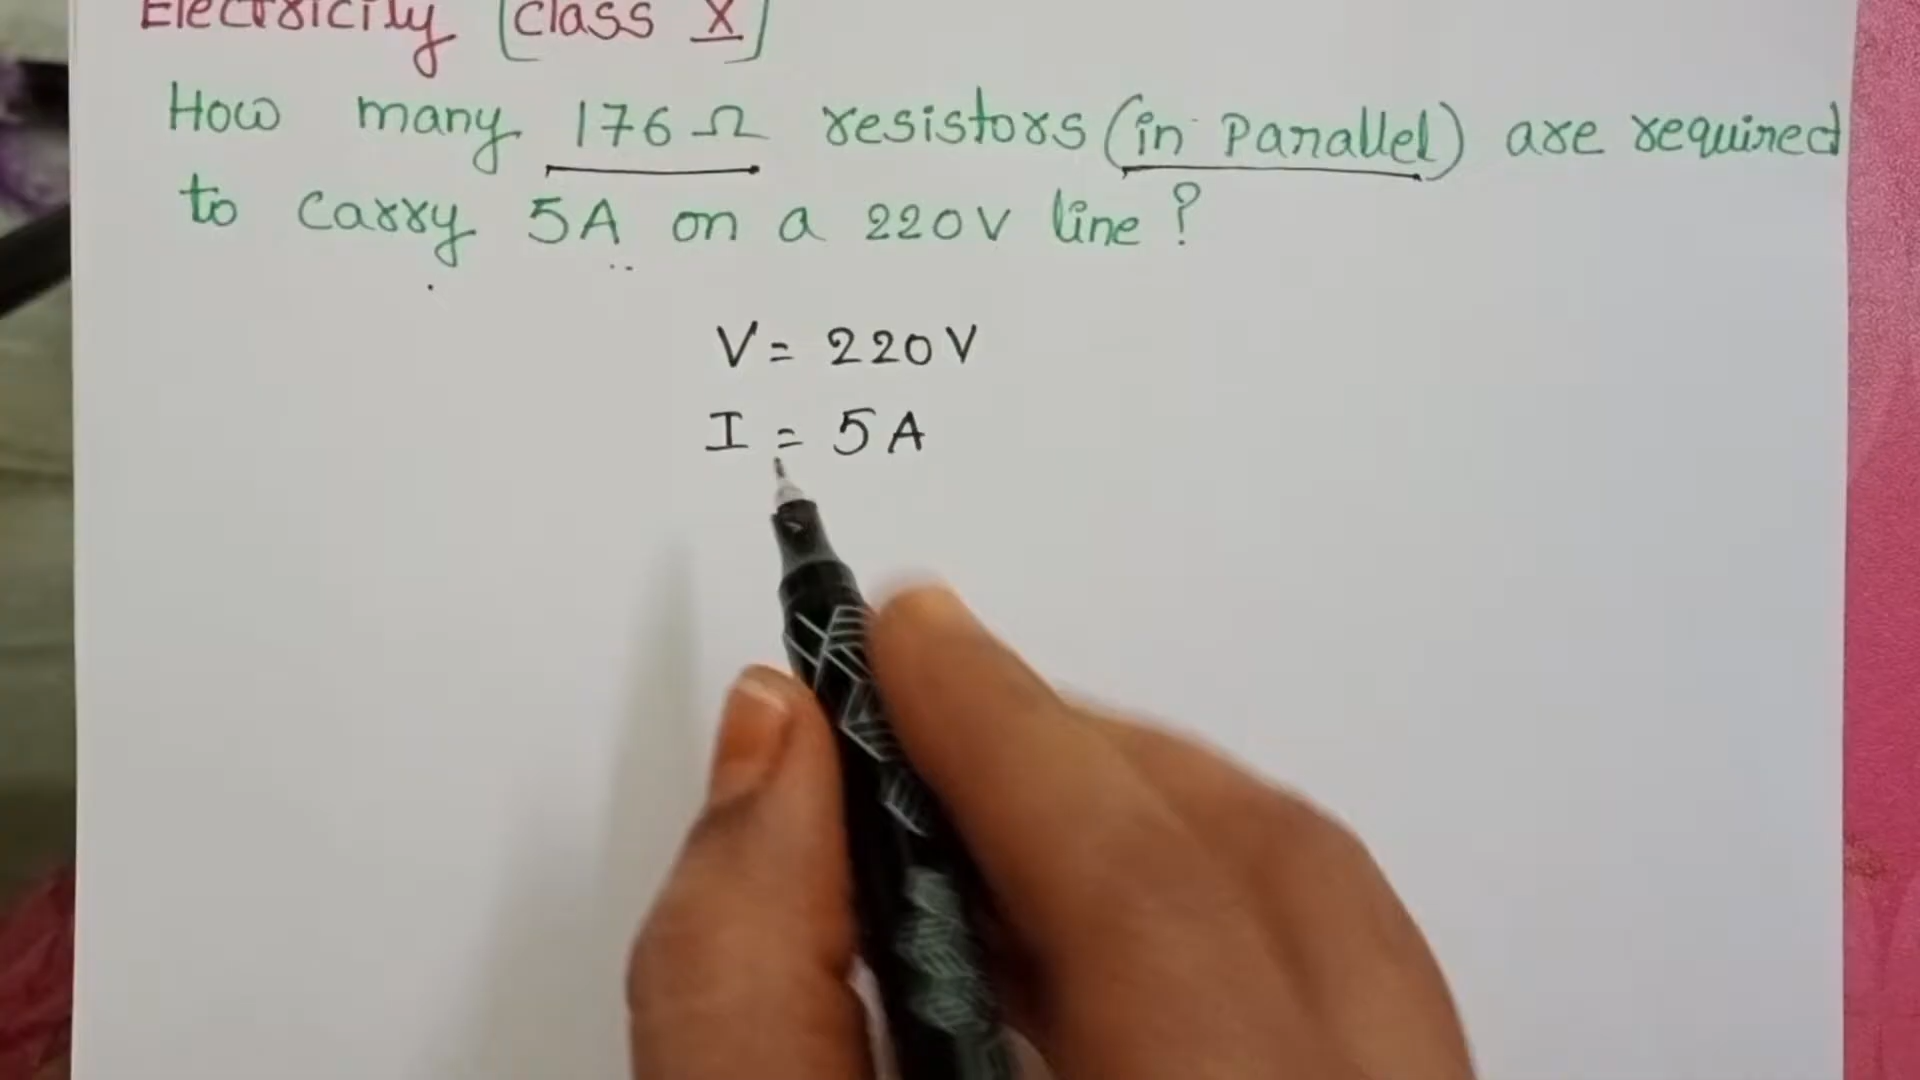 Electricity [Class X]
How many 176 Ω resistors (in Parallel) are required
to carry 5A on a 220V line ?
V = 220V
I = 5A